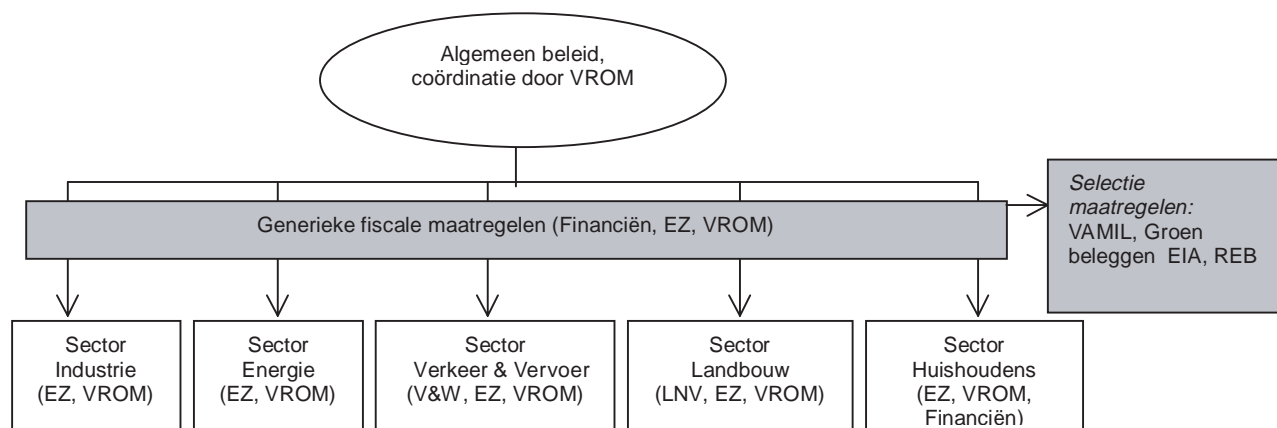 Algemeen beleid,
coördinatie door VROM
Generieke fiscale maatregelen (Financiën, EZ, VROM)
Selectie
maatregelen:
VAMIL, Groen
beleggen EIA, REB
Sector
Industrie
(EZ, VROM)
Sector
Energie
(EZ, VROM)
Sector
Verkeer & Vervoer
(V&W, EZ, VROM)
Sector
Landbouw
(LNV, EZ, VROM)
Sector
Huishoudens
(EZ, VROM,
Financiën)